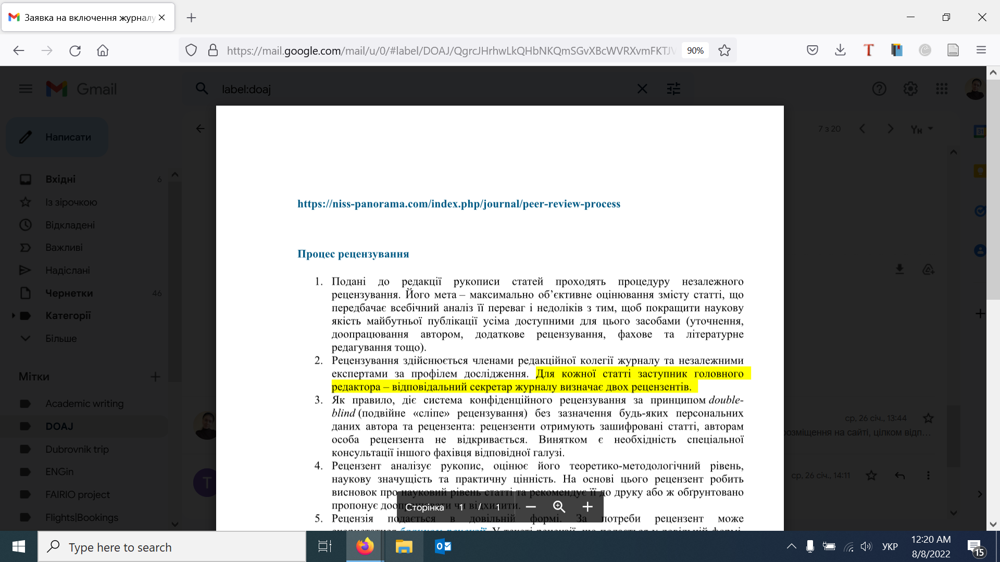 Заявка на включення журналу
https://mail.google.com/mail/u/0/#label/DOAJ/QgrcJHrhwLkQHbNKQmSGvXBcWVRXvmFKTJV
90%
Gmail
label:doaj
Написати
7 з 20
Вхідні 6
Із зірочкою
Відкладені
Важливі
Надіслані
Чернетки 46
Категорії
Більше
Мітки
Academic writing
DOAJ
Dubrovnik trip
ENGin
FAIRIO project
Flights|Bookings
https://niss-panorama.com/index.php/journal/peer-review-process
Процес рецензування
1. Подані до редакції рукописи статей проходять процедуру незалежного
рецензування. Його мета – максимально об’єктивне оцінювання змісту статті, що
передбачає всебічний аналіз її переваг і недоліків з тим, щоб покращити наукову
якість майбутньої публікації усіма доступними для цього засобами (уточнення,
доопрацювання автором, додаткове рецензування, фахове та літературне
редагування тощо).
2. Рецензування здійснюється членами редакційної колегії журналу та незалежними
експертами за профілем дослідження. Для кожної статті заступник головного
редактора – відповідальний секретар журналу визначає двох рецензентів.
3. Як правило, діє система конфіденційного рецензування за принципом double-
blind (подвійне «сліпе» рецензування) без зазначення будь-яких персональних
даних автора та рецензента: рецензенти отримують зашифровані статті, авторам
особа рецензента не відкривається. Винятком є необхідність спеціальної
консультації іншого фахівця відповідної галузі.
4. Рецензент аналізує рукопис, оцінює його теоретико-методологічний рівень,
наукову значущість та практичну цінність. На основі цього рецензент робить
висновок про науковий рівень статті та рекомендує її до друку або ж обґрунтовано
пропонує доопрацювати чи відхилити.
5. Рецензія подається в довільній формі. За потреби рецензент може
Сторінка 1 / 1
ср, 26 січ., 13:44
розміщення на сайті, цілком відп…
ср, 26 січ., 14:11
T
31
Type here to search
УКР
12:20 AM
8/8/2022
15